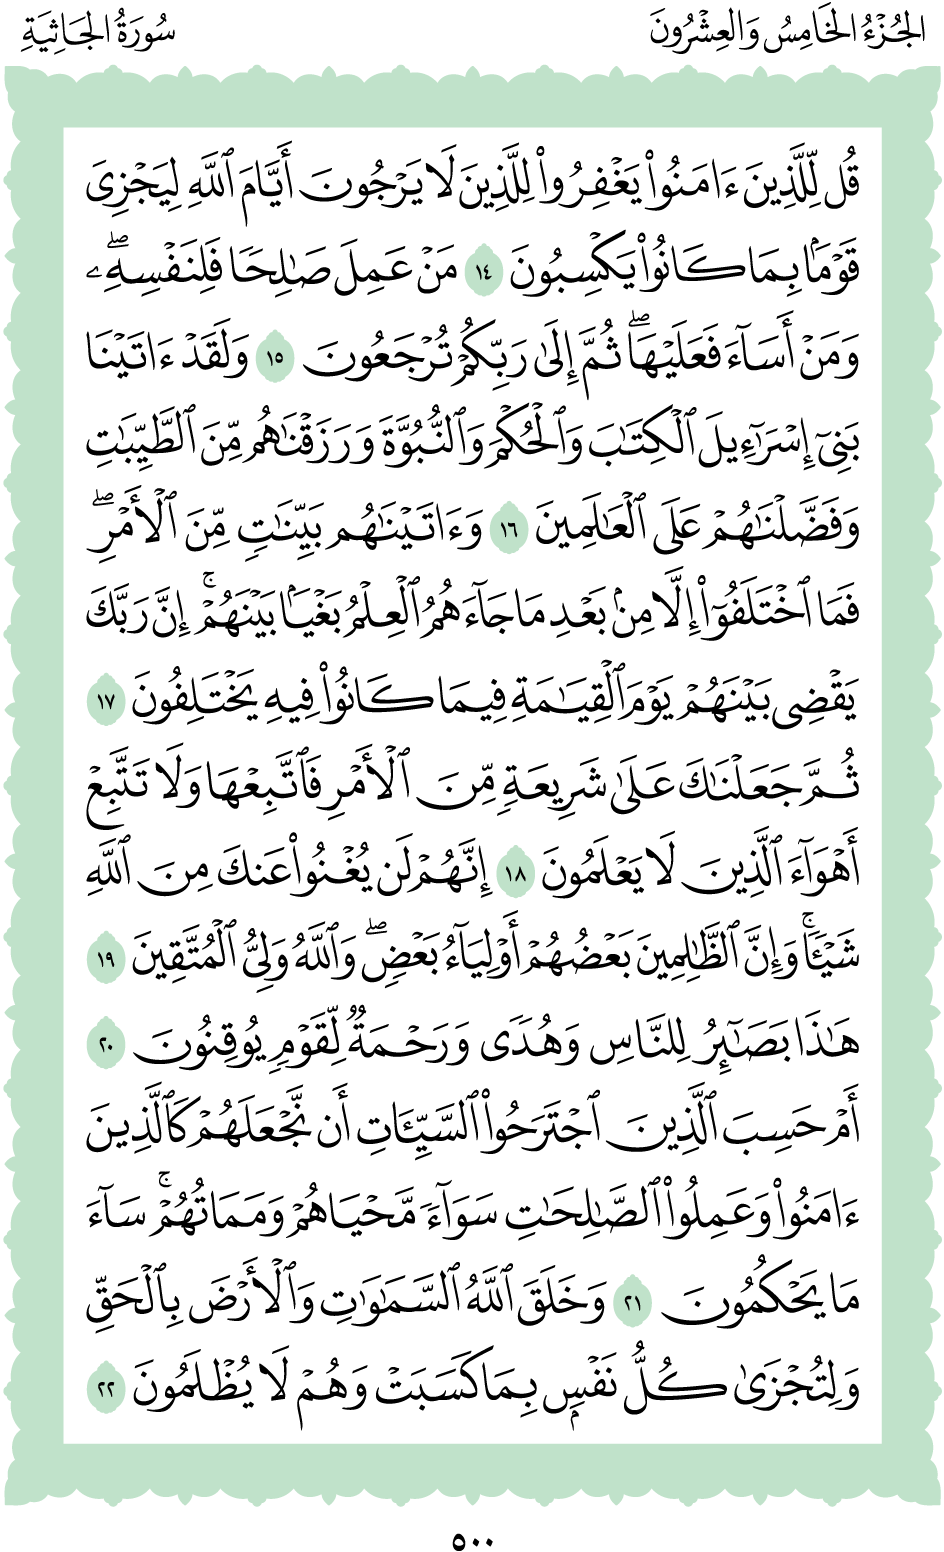 الجُزْءُ الخَامِسُ وَالعِشْرُونَ
سُورَةُ الجَاثِيَةِ
قُل لِّلَّذِينَ ءَامَنُوا۟ يَغْفِرُوا۟ لِلَّذِينَ لَا يَرْجُونَ أَيَّامَ ٱللَّهِ لِيَجْزِىَ
قَوْمًۢا بِمَا كَانُوا۟ يَكْسِبُونَ ١٤ مَنْ عَمِلَ صَـٰلِحًا فَلِنَفْسِهِۦ ۖ
وَمَنْ أَسَآءَ فَعَلَيْهَا ۖ ثُمَّ إِلَىٰ رَبِّكُمْ تُرْجَعُونَ ١٥ وَلَقَدْ ءَاتَيْنَا
بَنِىٓ إِسْرَٰٓءِيلَ ٱلْكِتَـٰبَ وَٱلْحُكْمَ وَٱلنُّبُوَّةَ وَرَزَقْنَـٰهُم مِّنَ ٱلطَّيِّبَـٰتِ
وَفَضَّلْنَـٰهُمْ عَلَى ٱلْعَـٰلَمِينَ ١٦ وَءَاتَيْنَـٰهُم بَيِّنَـٰتٍ مِّنَ ٱلْأَمْرِ ۖ
فَمَا ٱخْتَلَفُوٓا۟ إِلَّا مِنۢ بَعْدِ مَا جَآءَهُمُ ٱلْعِلْمُ بَغْيًۢا بَيْنَهُمْ ۚ إِنَّ رَبَّكَ
يَقْضِى بَيْنَهُمْ يَوْمَ ٱلْقِيَـٰمَةِ فِيمَا كَانُوا۟ فِيهِ يَخْتَلِفُونَ ١٧
ثُمَّ جَعَلْنَـٰكَ عَلَىٰ شَرِيعَةٍ مِّنَ ٱلْأَمْرِ فَٱتَّبِعْهَا وَلَا تَتَّبِعْ
أَهْوَآءَ ٱلَّذِينَ لَا يَعْلَمُونَ ١٨ إِنَّهُمْ لَن يُغْنُوا۟ عَنكَ مِنَ ٱللَّهِ
شَيْـًٔا ۚ وَإِنَّ ٱلظَّـٰلِمِينَ بَعْضُهُمْ أَوْلِيَآءُ بَعْضٍ ۖ وَٱللَّهُ وَلِىُّ ٱلْمُتَّقِينَ ١٩
هَـٰذَا بَصَـٰٓئِرُ لِلنَّاسِ وَهُدًى وَرَحْمَةٌ لِّقَوْمٍ يُوقِنُونَ ٢٠
أَمْ حَسِبَ ٱلَّذِينَ ٱجْتَرَحُوا۟ ٱلسَّيِّـَٔاتِ أَن نَّجْعَلَهُمْ كَٱلَّذِينَ
ءَامَنُوا۟ وَعَمِلُوا۟ ٱلصَّـٰلِحَـٰتِ سَوَآءً مَّحْيَاهُمْ وَمَمَاتُهُمْ ۚ سَآءَ
مَا يَحْكُمُونَ ٢١ وَخَلَقَ ٱللَّهُ ٱلسَّمَـٰوَٰتِ وَٱلْأَرْضَ بِٱلْحَقِّ
وَلِتُجْزَىٰ كُلُّ نَفْسٍۭ بِمَا كَسَبَتْ وَهُمْ لَا يُظْلَمُونَ ٢٢
٥٠٠